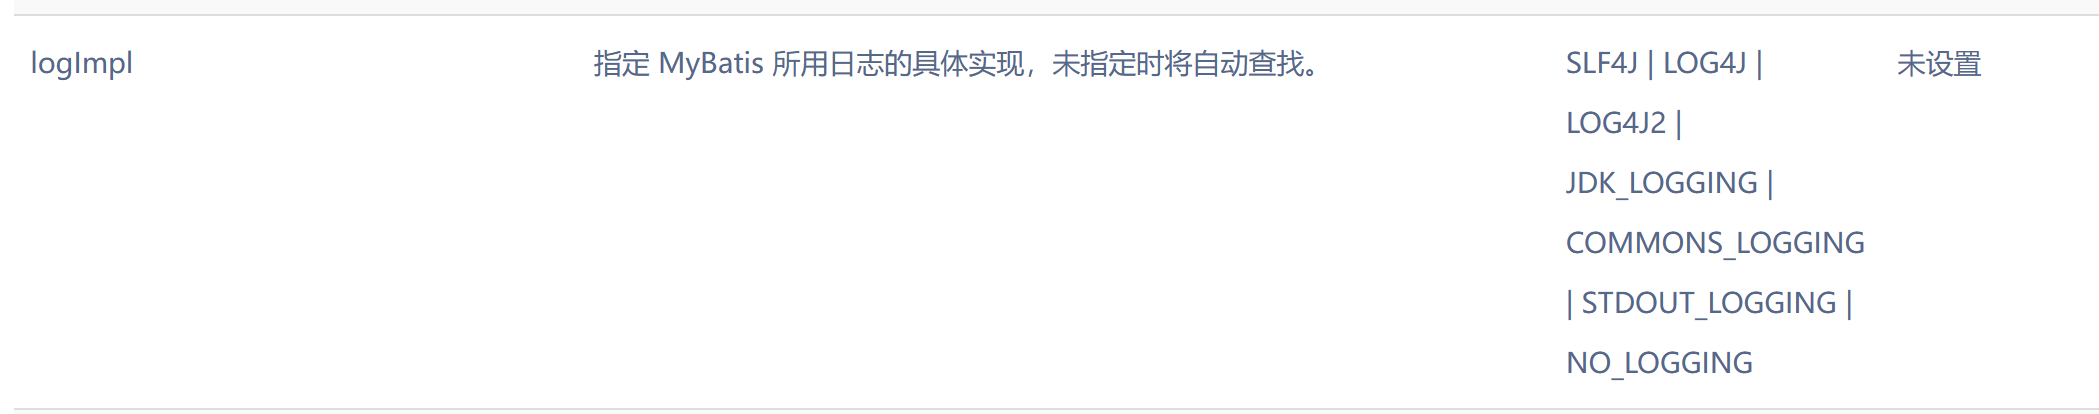 logImpl 指定 MyBatis 所用日志的具体实现，未指定时将自动查找。 SLF4J | LOG4J | 未设置
LOG4J2 |
JDK_LOGGING |
COMMONS_LOGGING
| STDOUT_LOGGING |
NO_LOGGING